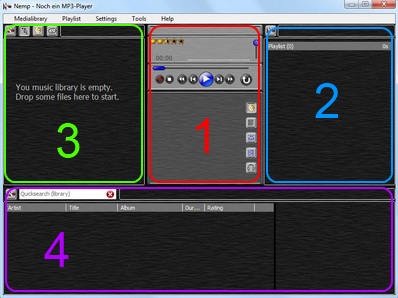 Nemp - Noch ein MP3-Player
Medialibrary Playlist Settings Tools Help
00:00
Playlist (0) 0s
You music library is empty.
Drop some files here to start.
1
2
3
Quicksearch (library)
Artist Title Album Dur... Rating
4